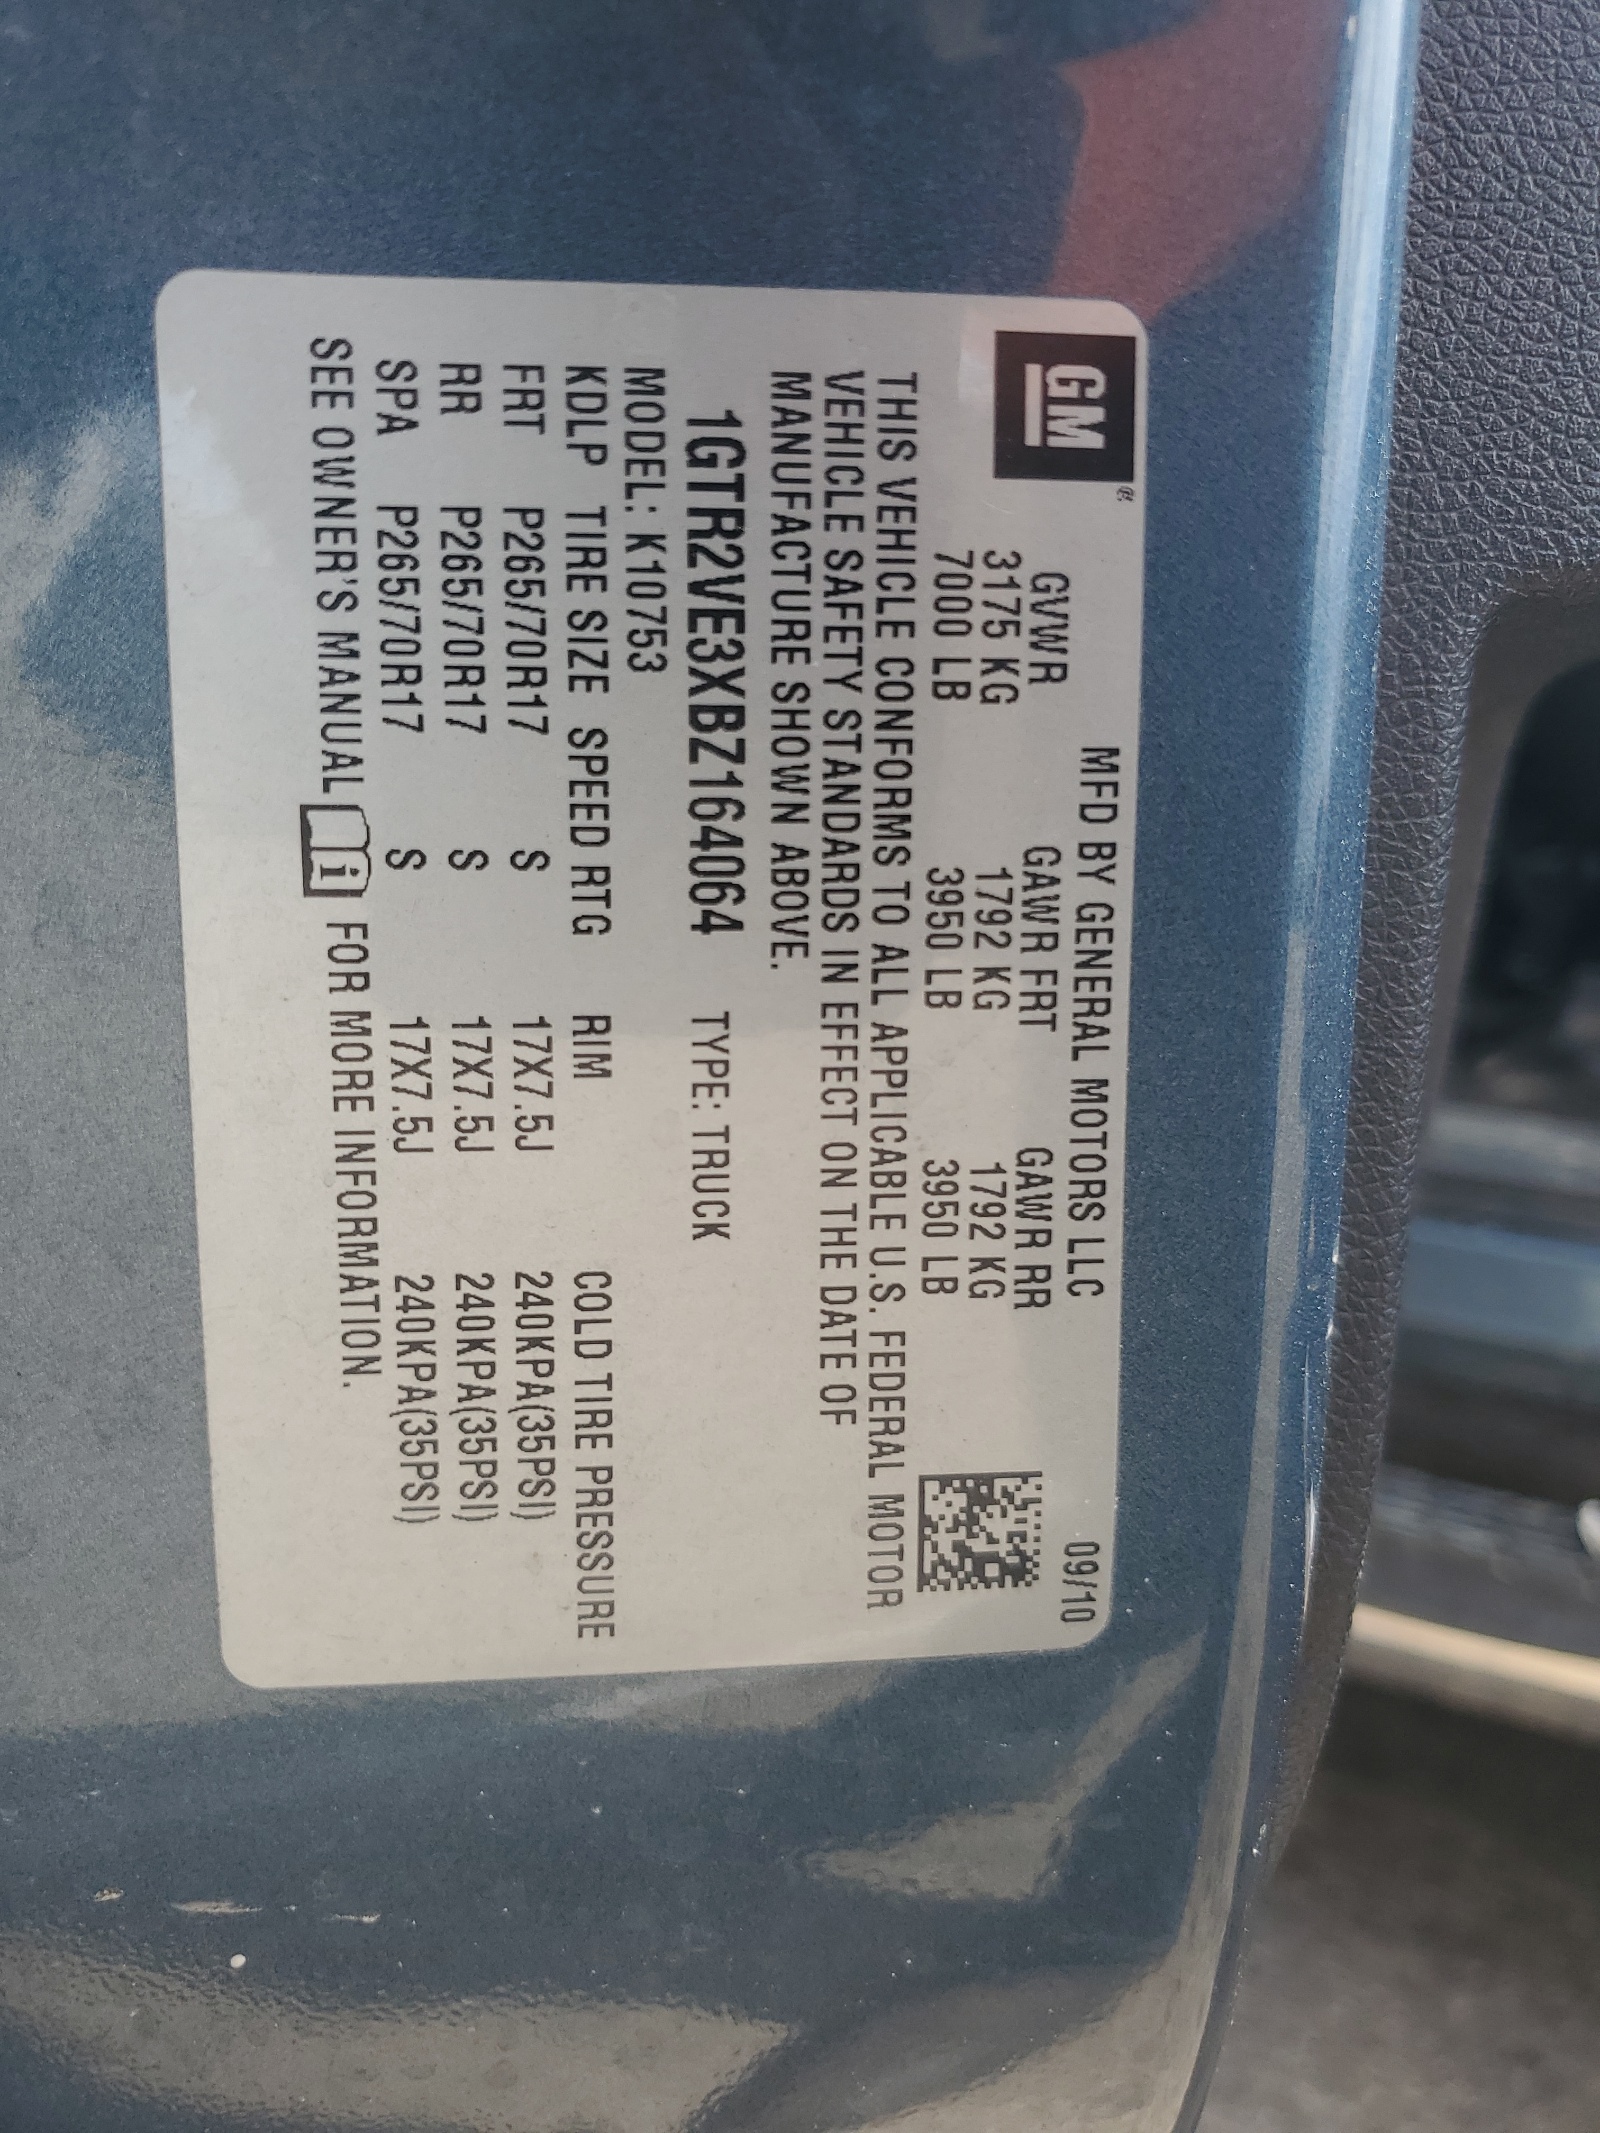 GM®
MFD BY GENERAL MOTORS LLC 09/10
GVWR GAWR FRT GAWR RR
3175 KG 1792 KG 1792 KG
7000 LB 3950 LB 3950 LB
THIS VEHICLE CONFORMS TO ALL APPLICABLE U.S. FEDERAL MOTOR
VEHICLE SAFETY STANDARDS IN EFFECT ON THE DATE OF
MANUFACTURE SHOWN ABOVE.
1GTR2VE3XBZ164064 TYPE: TRUCK
MODEL: K10753
KDLP TIRE SIZE SPEED RTG RIM COLD TIRE PRESSURE
FRT P265/70R17 S 17X7.5J 240KPA(35PSI)
RR P265/70R17 S 17X7.5J 240KPA(35PSI)
SPA P265/70R17 S 17X7.5J 240KPA(35PSI)
SEE OWNER'S MANUAL i FOR MORE INFORMATION.